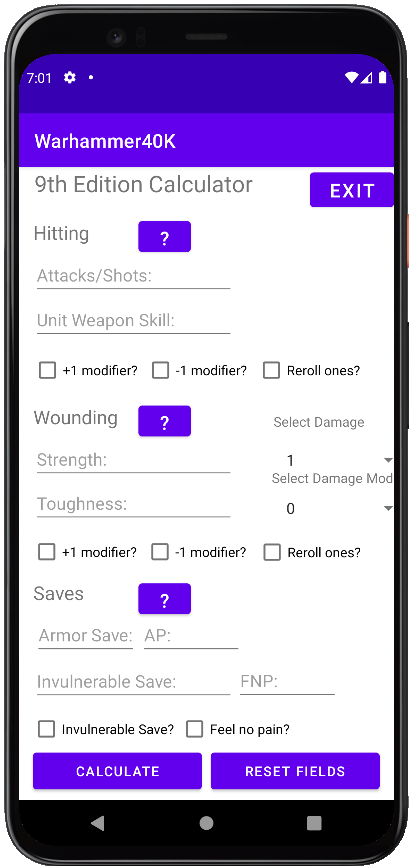 7:01
Warhammer40K
9th Edition Calculator
EXIT
Hitting
?
Attacks/Shots:
Unit Weapon Skill:
+1 modifier? -1 modifier? Reroll ones?
Wounding
?
Select Damage
Strength:
1
Select Damage Mod
Toughness:
0
+1 modifier? -1 modifier? Reroll ones?
Saves
?
Armor Save: AP:
Invulnerable Save: FNP:
Invulnerable Save? Feel no pain?
CALCULATE RESET FIELDS